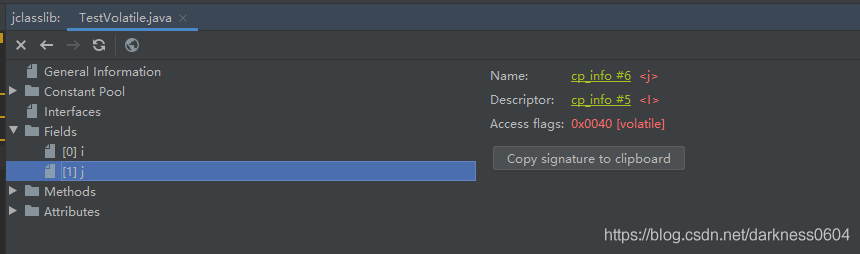 jclasslib: TestVolatile.java
General Information
Constant Pool
Interfaces
Fields
[0] i
[1] j
Methods
Attributes
Name: cp_info #6 <j>
Descriptor: cp_info #5 <I>
Access flags: 0x0040 [volatile]
Copy signature to clipboard
https://blog.csdn.net/darkness0604